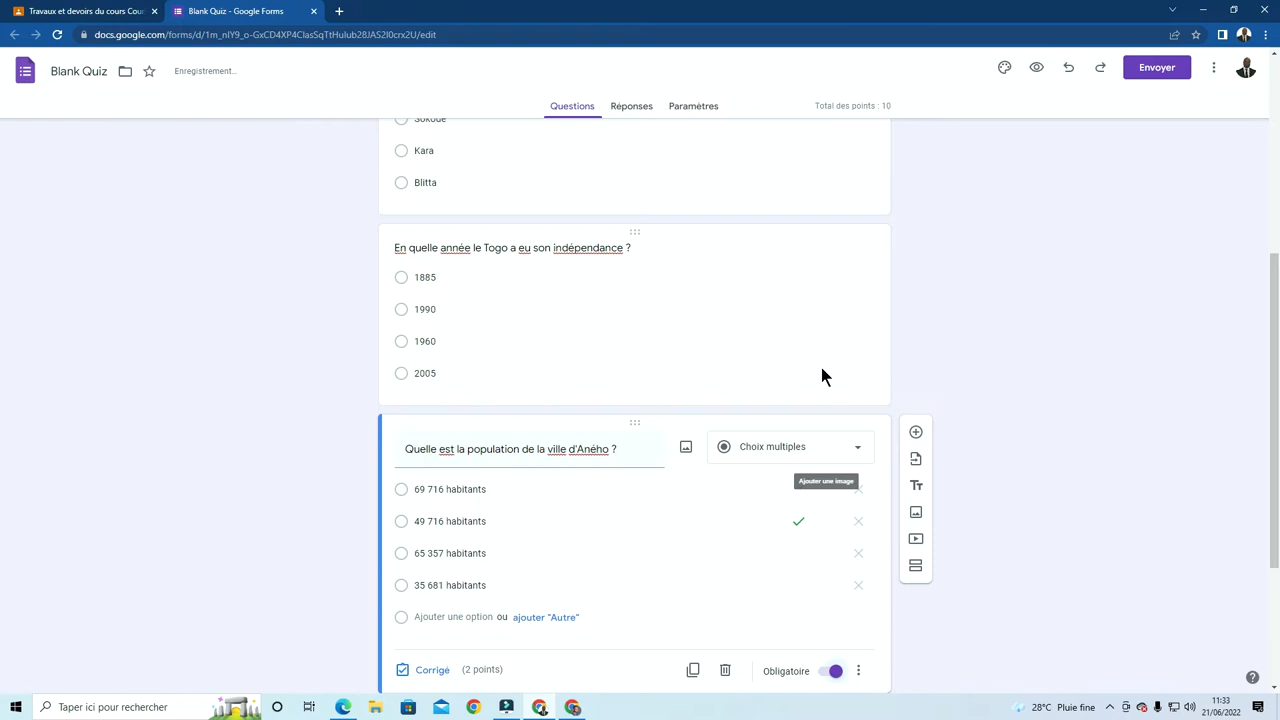 Travaux et devoirs du cours Cou
Blank Quiz - Google Forms
docs.google.com/forms/d/1m_nIY9_o-GxCD4XP4ClasSqTtHulub28JAS2I0crx2U/edit
Blank Quiz
Enregistrement...
Envoyer
Questions
Réponses
Paramètres
Total des points : 10
Sokodé
Kara
Blitta
En quelle année le Togo a eu son indépendance ?
1885
1990
1960
2005
Quelle est la population de la ville d'Aného ?
Choix multiples
Ajouter une image
69 716 habitants
49 716 habitants
65 357 habitants
35 681 habitants
Ajouter une option ou ajouter "Autre"
Corrigé (2 points)
Obligatoire
Taper ici pour rechercher
28°C Pluie fine
11:33
21/06/2022